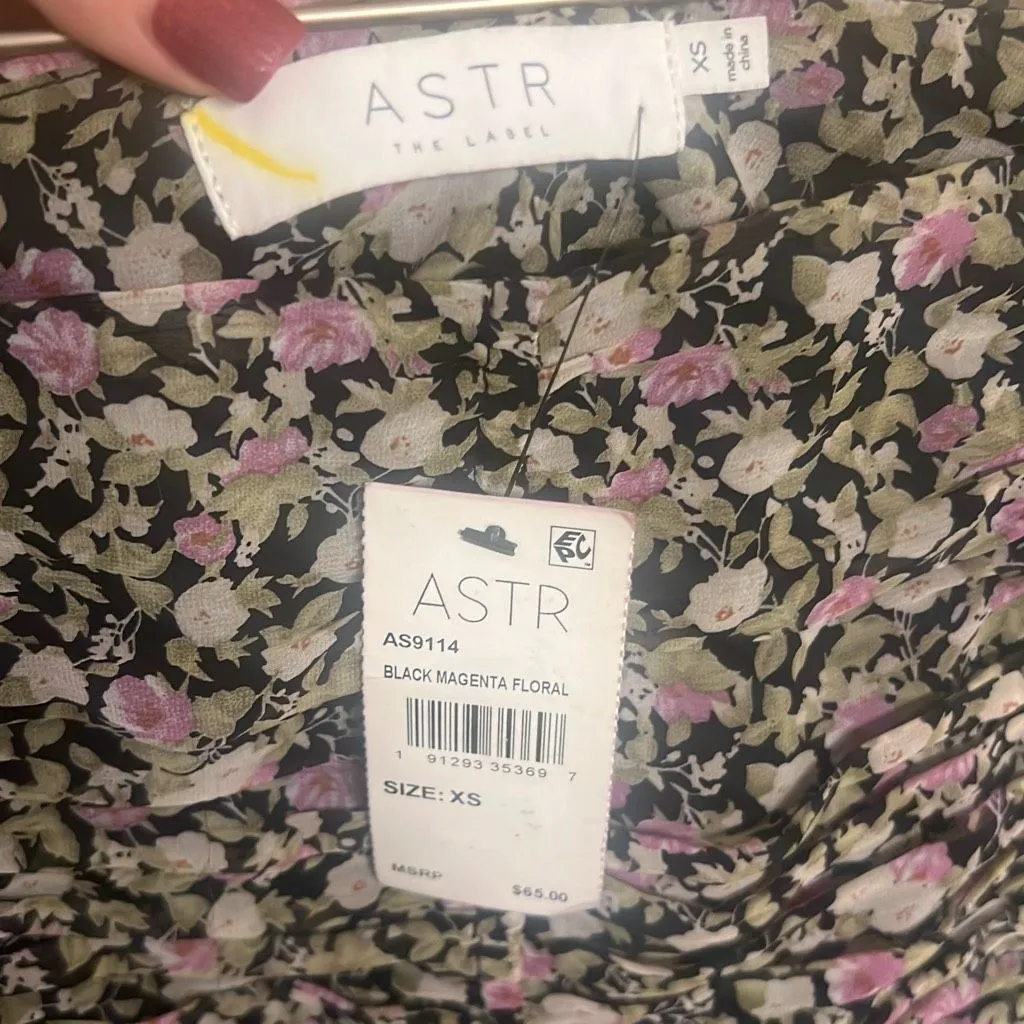 ASTR
THE LABEL
XS
made in
china
EPC
ASTR
AS9114
BLACK MAGENTA FLORAL
1 91293 35369 7
SIZE: XS
MSRP $65.00